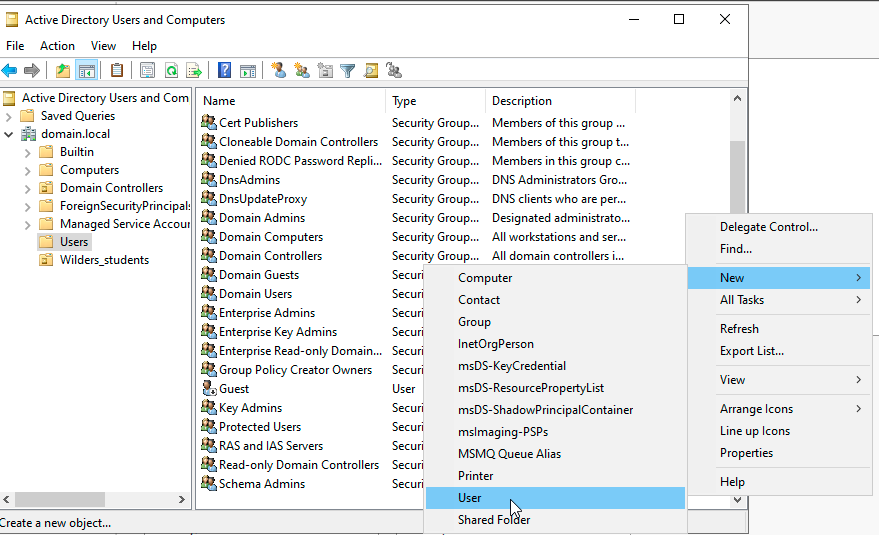 Active Directory Users and Computers
File Action View Help
Active Directory Users and Com
Saved Queries
domain.local
Builtin
Computers
Domain Controllers
ForeignSecurityPrincipals
Managed Service Accour
Users
Wilders_students
Name Type Description
Cert Publishers Security Group... Members of this group ...
Cloneable Domain Controllers Security Group... Members of this group t...
Denied RODC Password Repli... Security Group... Members in this group c...
DnsAdmins Security Group... DNS Administrators Gro...
DnsUpdateProxy Security Group... DNS clients who are per...
Domain Admins Security Group... Designated administrato...
Domain Computers Security Group... All workstations and ser...
Domain Controllers Security Group... All domain controllers i...
Domain Guests Securi
Domain Users Securi
Enterprise Admins Securi
Enterprise Key Admins Securi
Enterprise Read-only Domain... Securi
Group Policy Creator Owners Securi
Guest User
Key Admins Securi
Protected Users Securi
RAS and IAS Servers Securi
Read-only Domain Controllers Securi
Schema Admins Securi
Computer
Contact
Group
InetOrgPerson
msDS-KeyCredential
msDS-ResourcePropertyList
msDS-ShadowPrincipalContainer
msImaging-PSPs
MSMQ Queue Alias
Printer
User
Shared Folder
Delegate Control...
Find...
New
All Tasks
Refresh
Export List...
View
Arrange Icons
Line up Icons
Properties
Help
Create a new object...